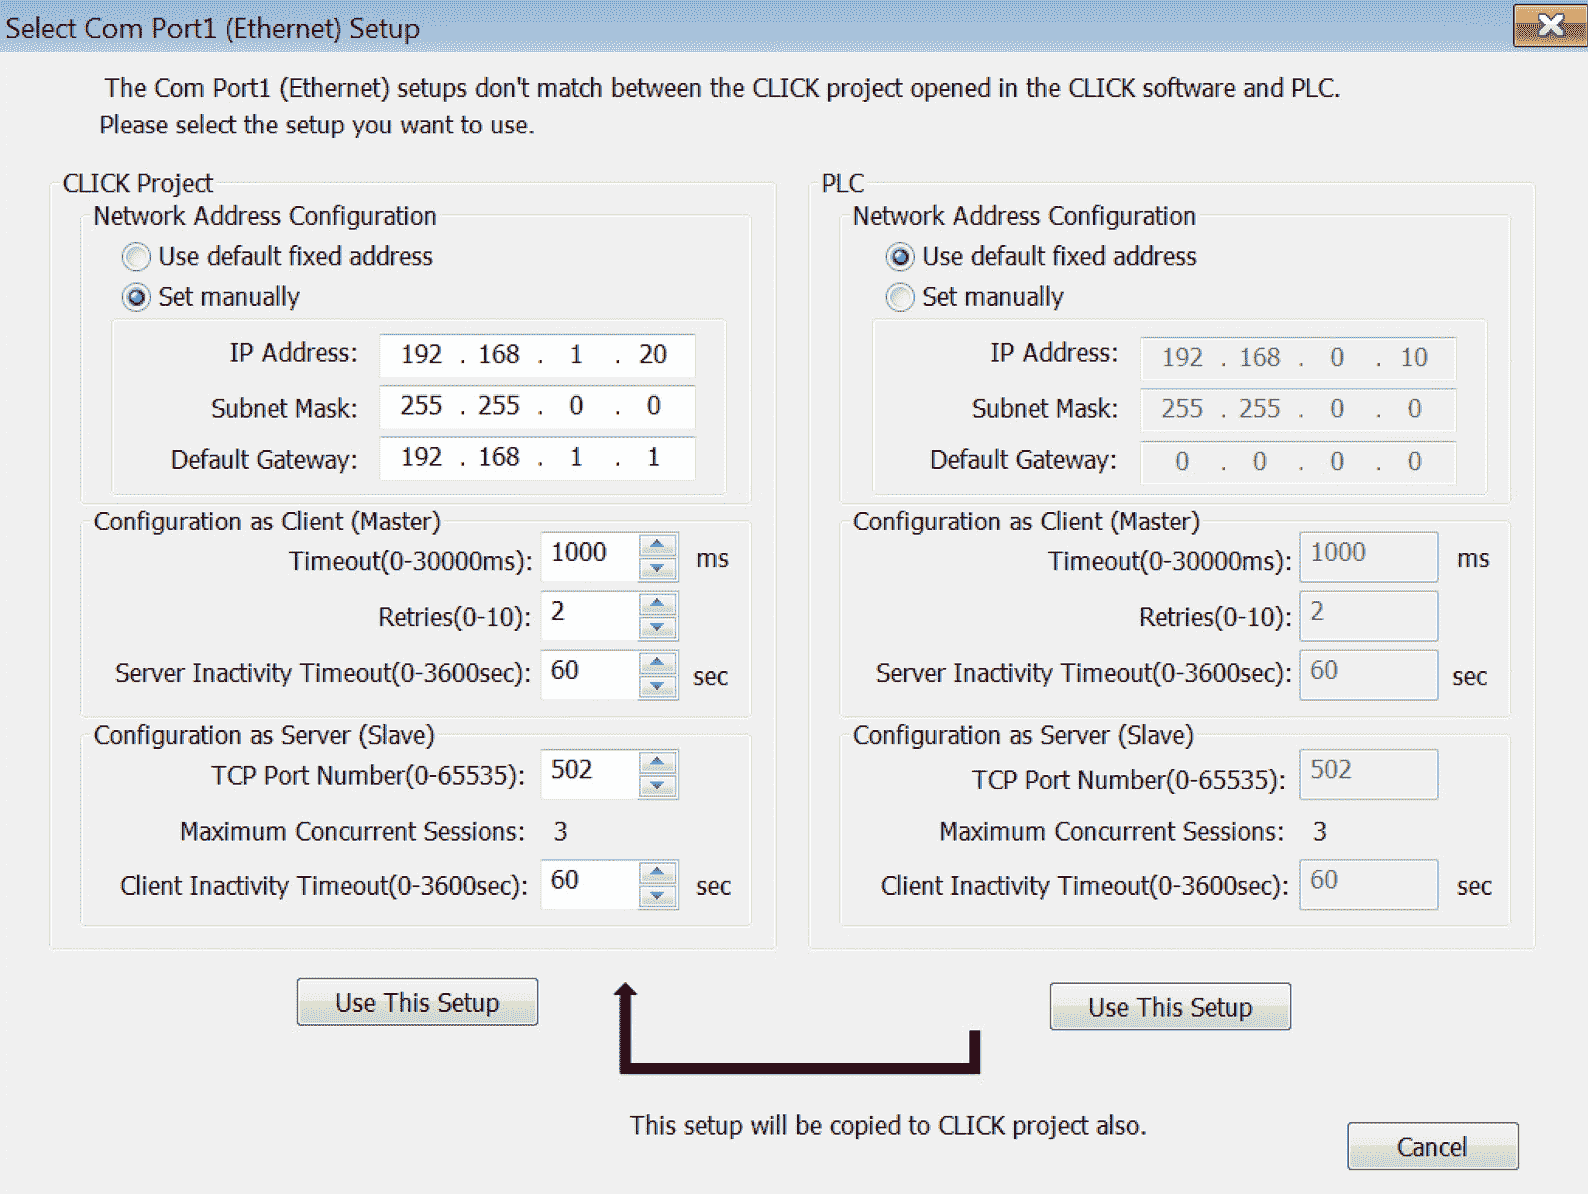 Select Com Port1 (Ethernet) Setup
The Com Port1 (Ethernet) setups don't match between the CLICK project opened in the CLICK software and PLC.
Please select the setup you want to use.
CLICK Project
Network Address Configuration
Use default fixed address
Set manually
IP Address: 192 . 168 . 1 . 20
Subnet Mask: 255 . 255 . 0 . 0
Default Gateway: 192 . 168 . 1 . 1
Configuration as Client (Master)
Timeout(0-30000ms): 1000 ms
Retries(0-10): 2
Server Inactivity Timeout(0-3600sec): 60 sec
Configuration as Server (Slave)
TCP Port Number(0-65535): 502
Maximum Concurrent Sessions: 3
Client Inactivity Timeout(0-3600sec): 60 sec
Use This Setup
PLC
Network Address Configuration
Use default fixed address
Set manually
IP Address: 192 . 168 . 0 . 10
Subnet Mask: 255 . 255 . 0 . 0
Default Gateway: 0 . 0 . 0 . 0
Configuration as Client (Master)
Timeout(0-30000ms): 1000 ms
Retries(0-10): 2
Server Inactivity Timeout(0-3600sec): 60 sec
Configuration as Server (Slave)
TCP Port Number(0-65535): 502
Maximum Concurrent Sessions: 3
Client Inactivity Timeout(0-3600sec): 60 sec
Use This Setup
This setup will be copied to CLICK project also.
Cancel